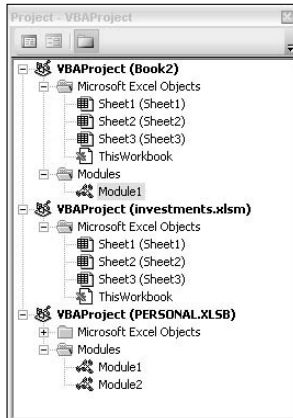 Project - VBAProject
VBAProject (Book2)
Microsoft Excel Objects
Sheet1 (Sheet1)
Sheet2 (Sheet2)
Sheet3 (Sheet3)
ThisWorkbook
Modules
Module1
VBAProject (investments.xlsm)
Microsoft Excel Objects
Sheet1 (Sheet1)
Sheet2 (Sheet2)
Sheet3 (Sheet3)
ThisWorkbook
VBAProject (PERSONAL.XLSB)
Microsoft Excel Objects
Modules
Module1
Module2